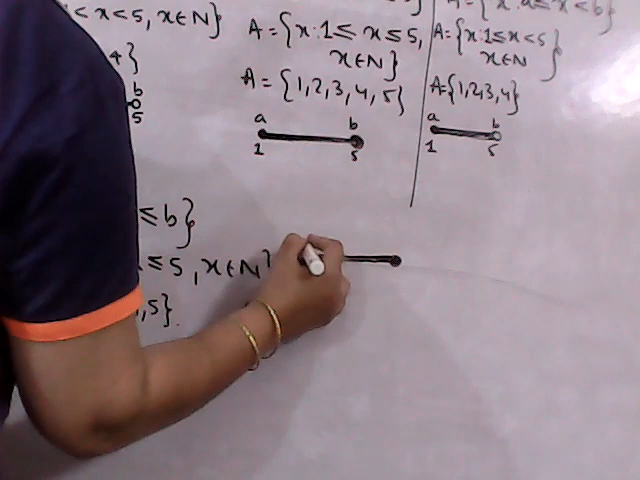 < x < 5, x∈N}
4}
b
5
A = {x : 1 ≤ x ≤ 5,
x∈N}
A = {1, 2, 3, 4, 5}
a b
1 5
A = {x : a ≤ x < b}
A = {x : 1 ≤ x < 5}
x∈N
A = {1, 2, 3, 4}
a b
1 5
≤ b}
≤ 5, x∈N}
,5}.